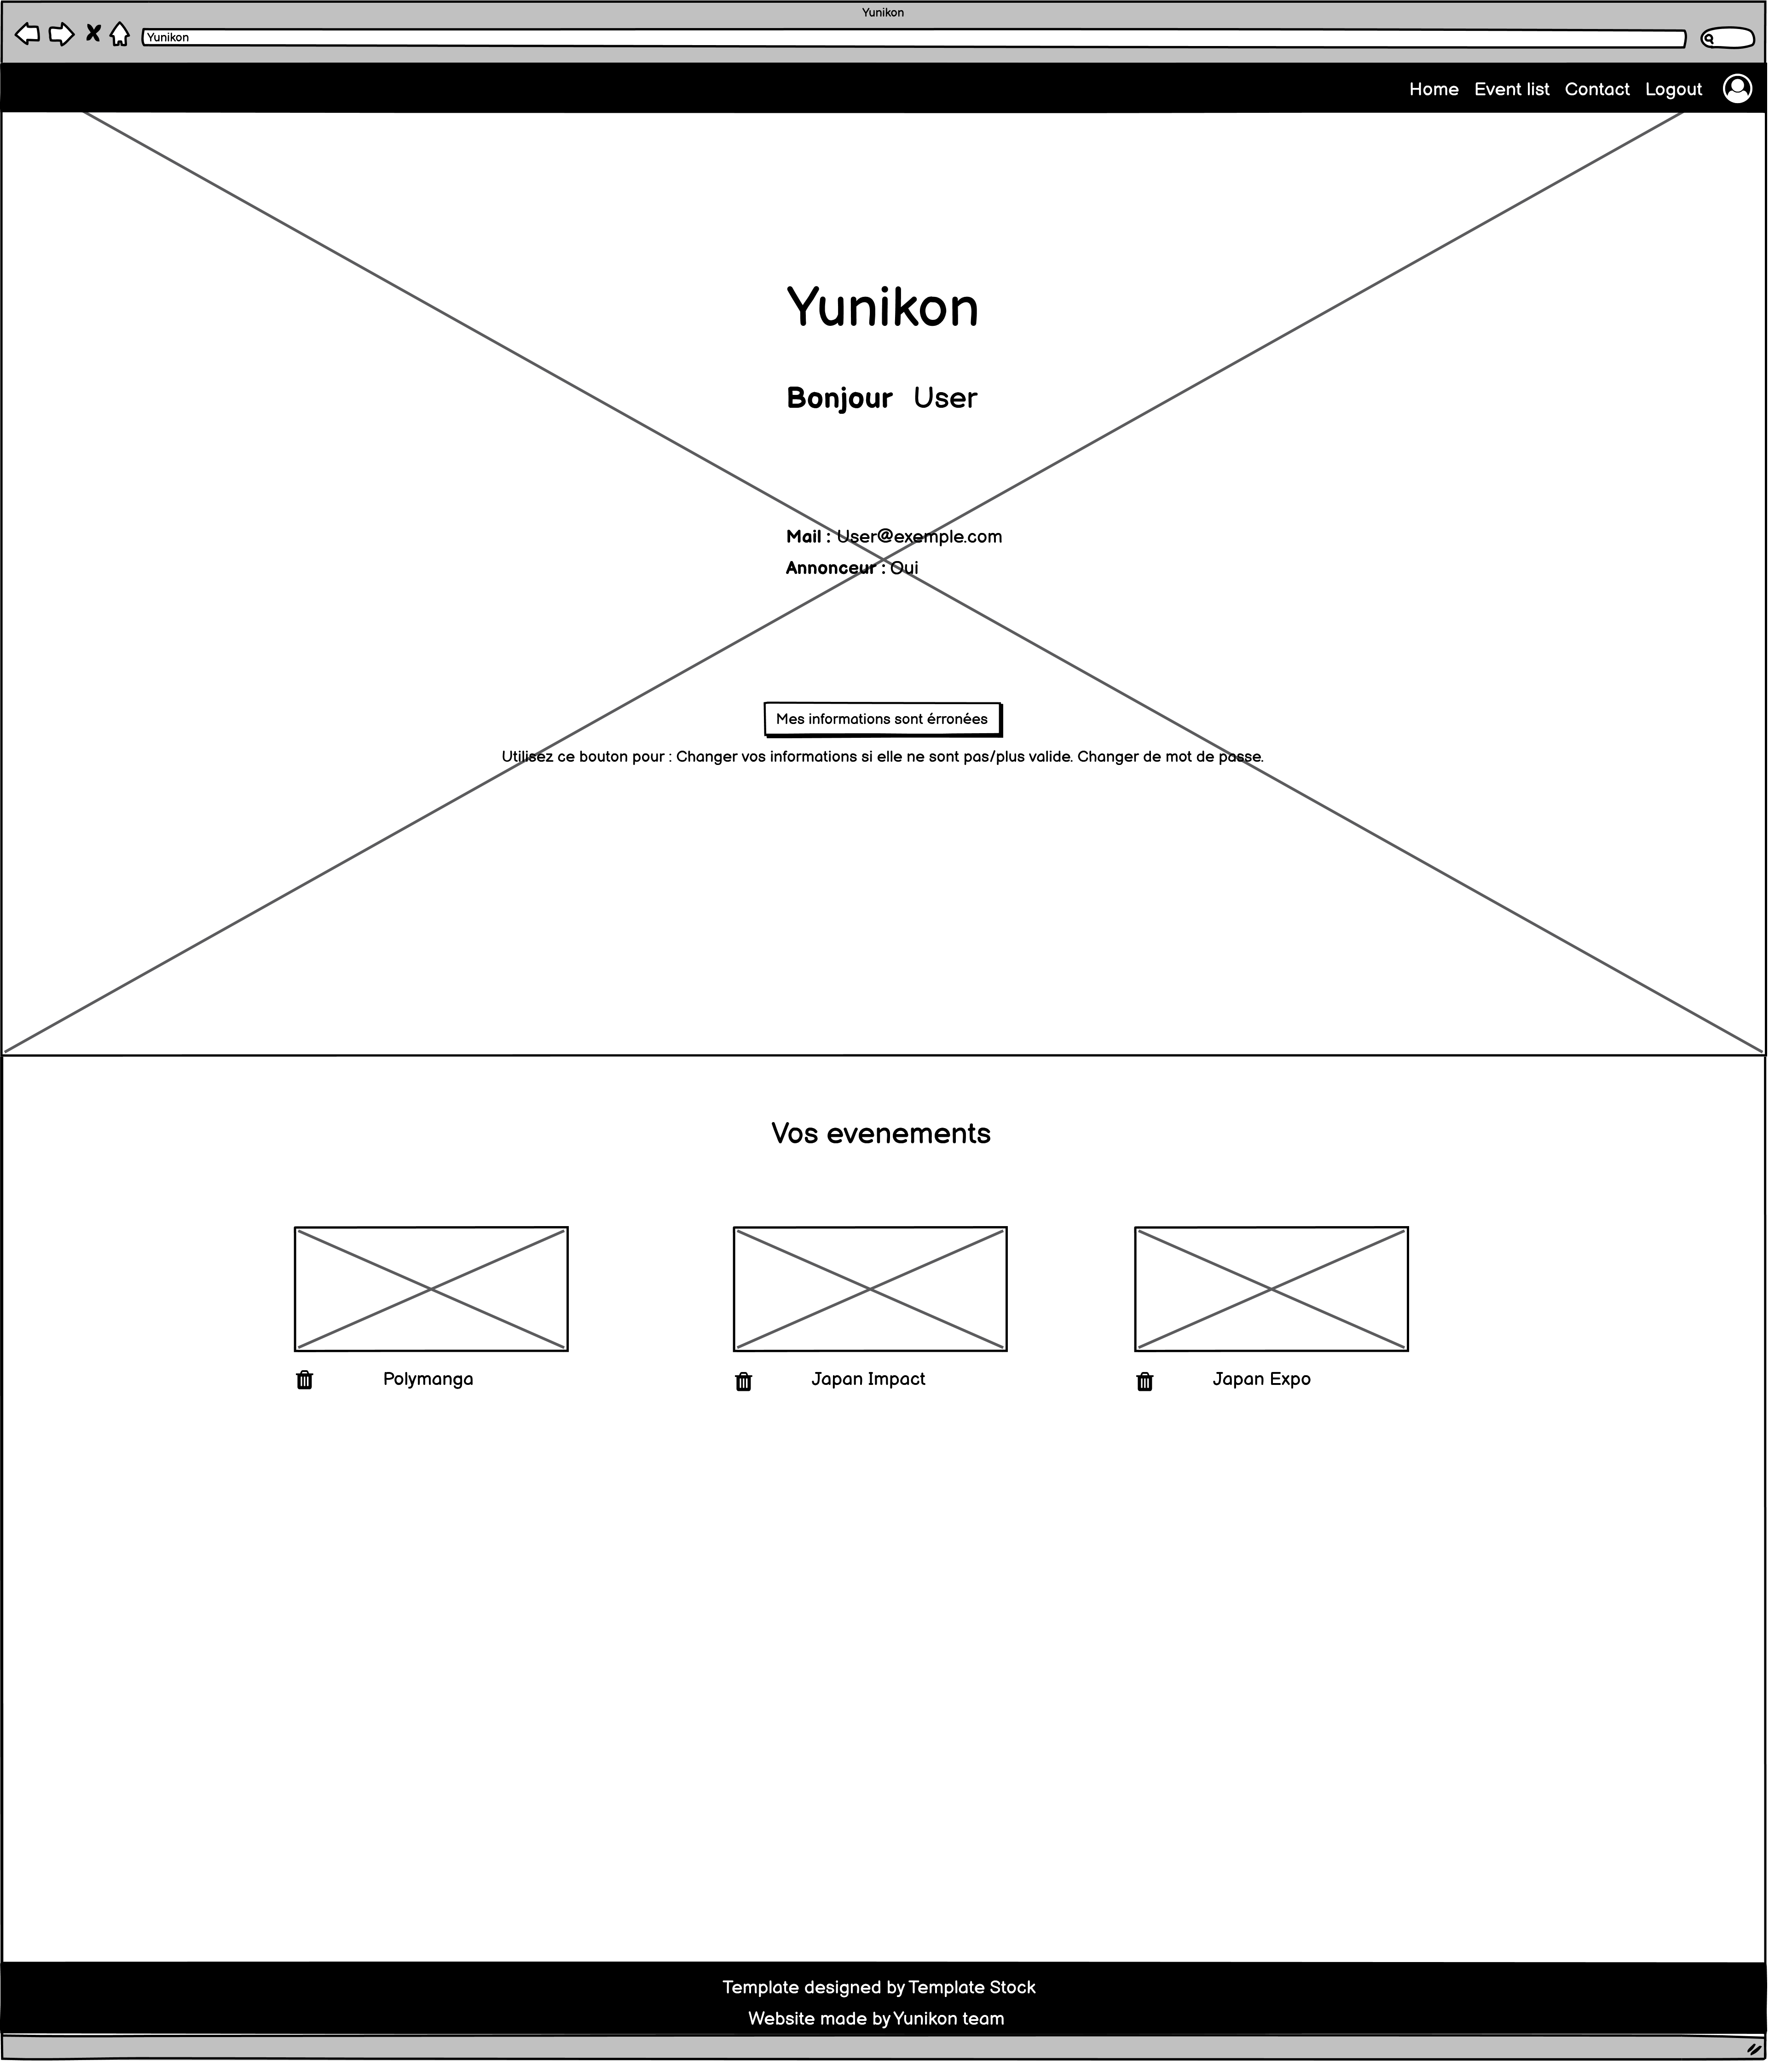 Yunikon
Yunikon
Home Event list Contact Logout
Yunikon
Bonjour User
Mail : User@exemple.com
Annonceur : Oui
Mes informations sont érronées
Utilisez ce bouton pour : Changer vos informations si elle ne sont pas/plus valide. Changer de mot de passe.
Vos evenements
Polymanga
Japan Impact
Japan Expo
Template designed by Template Stock
Website made by Yunikon team